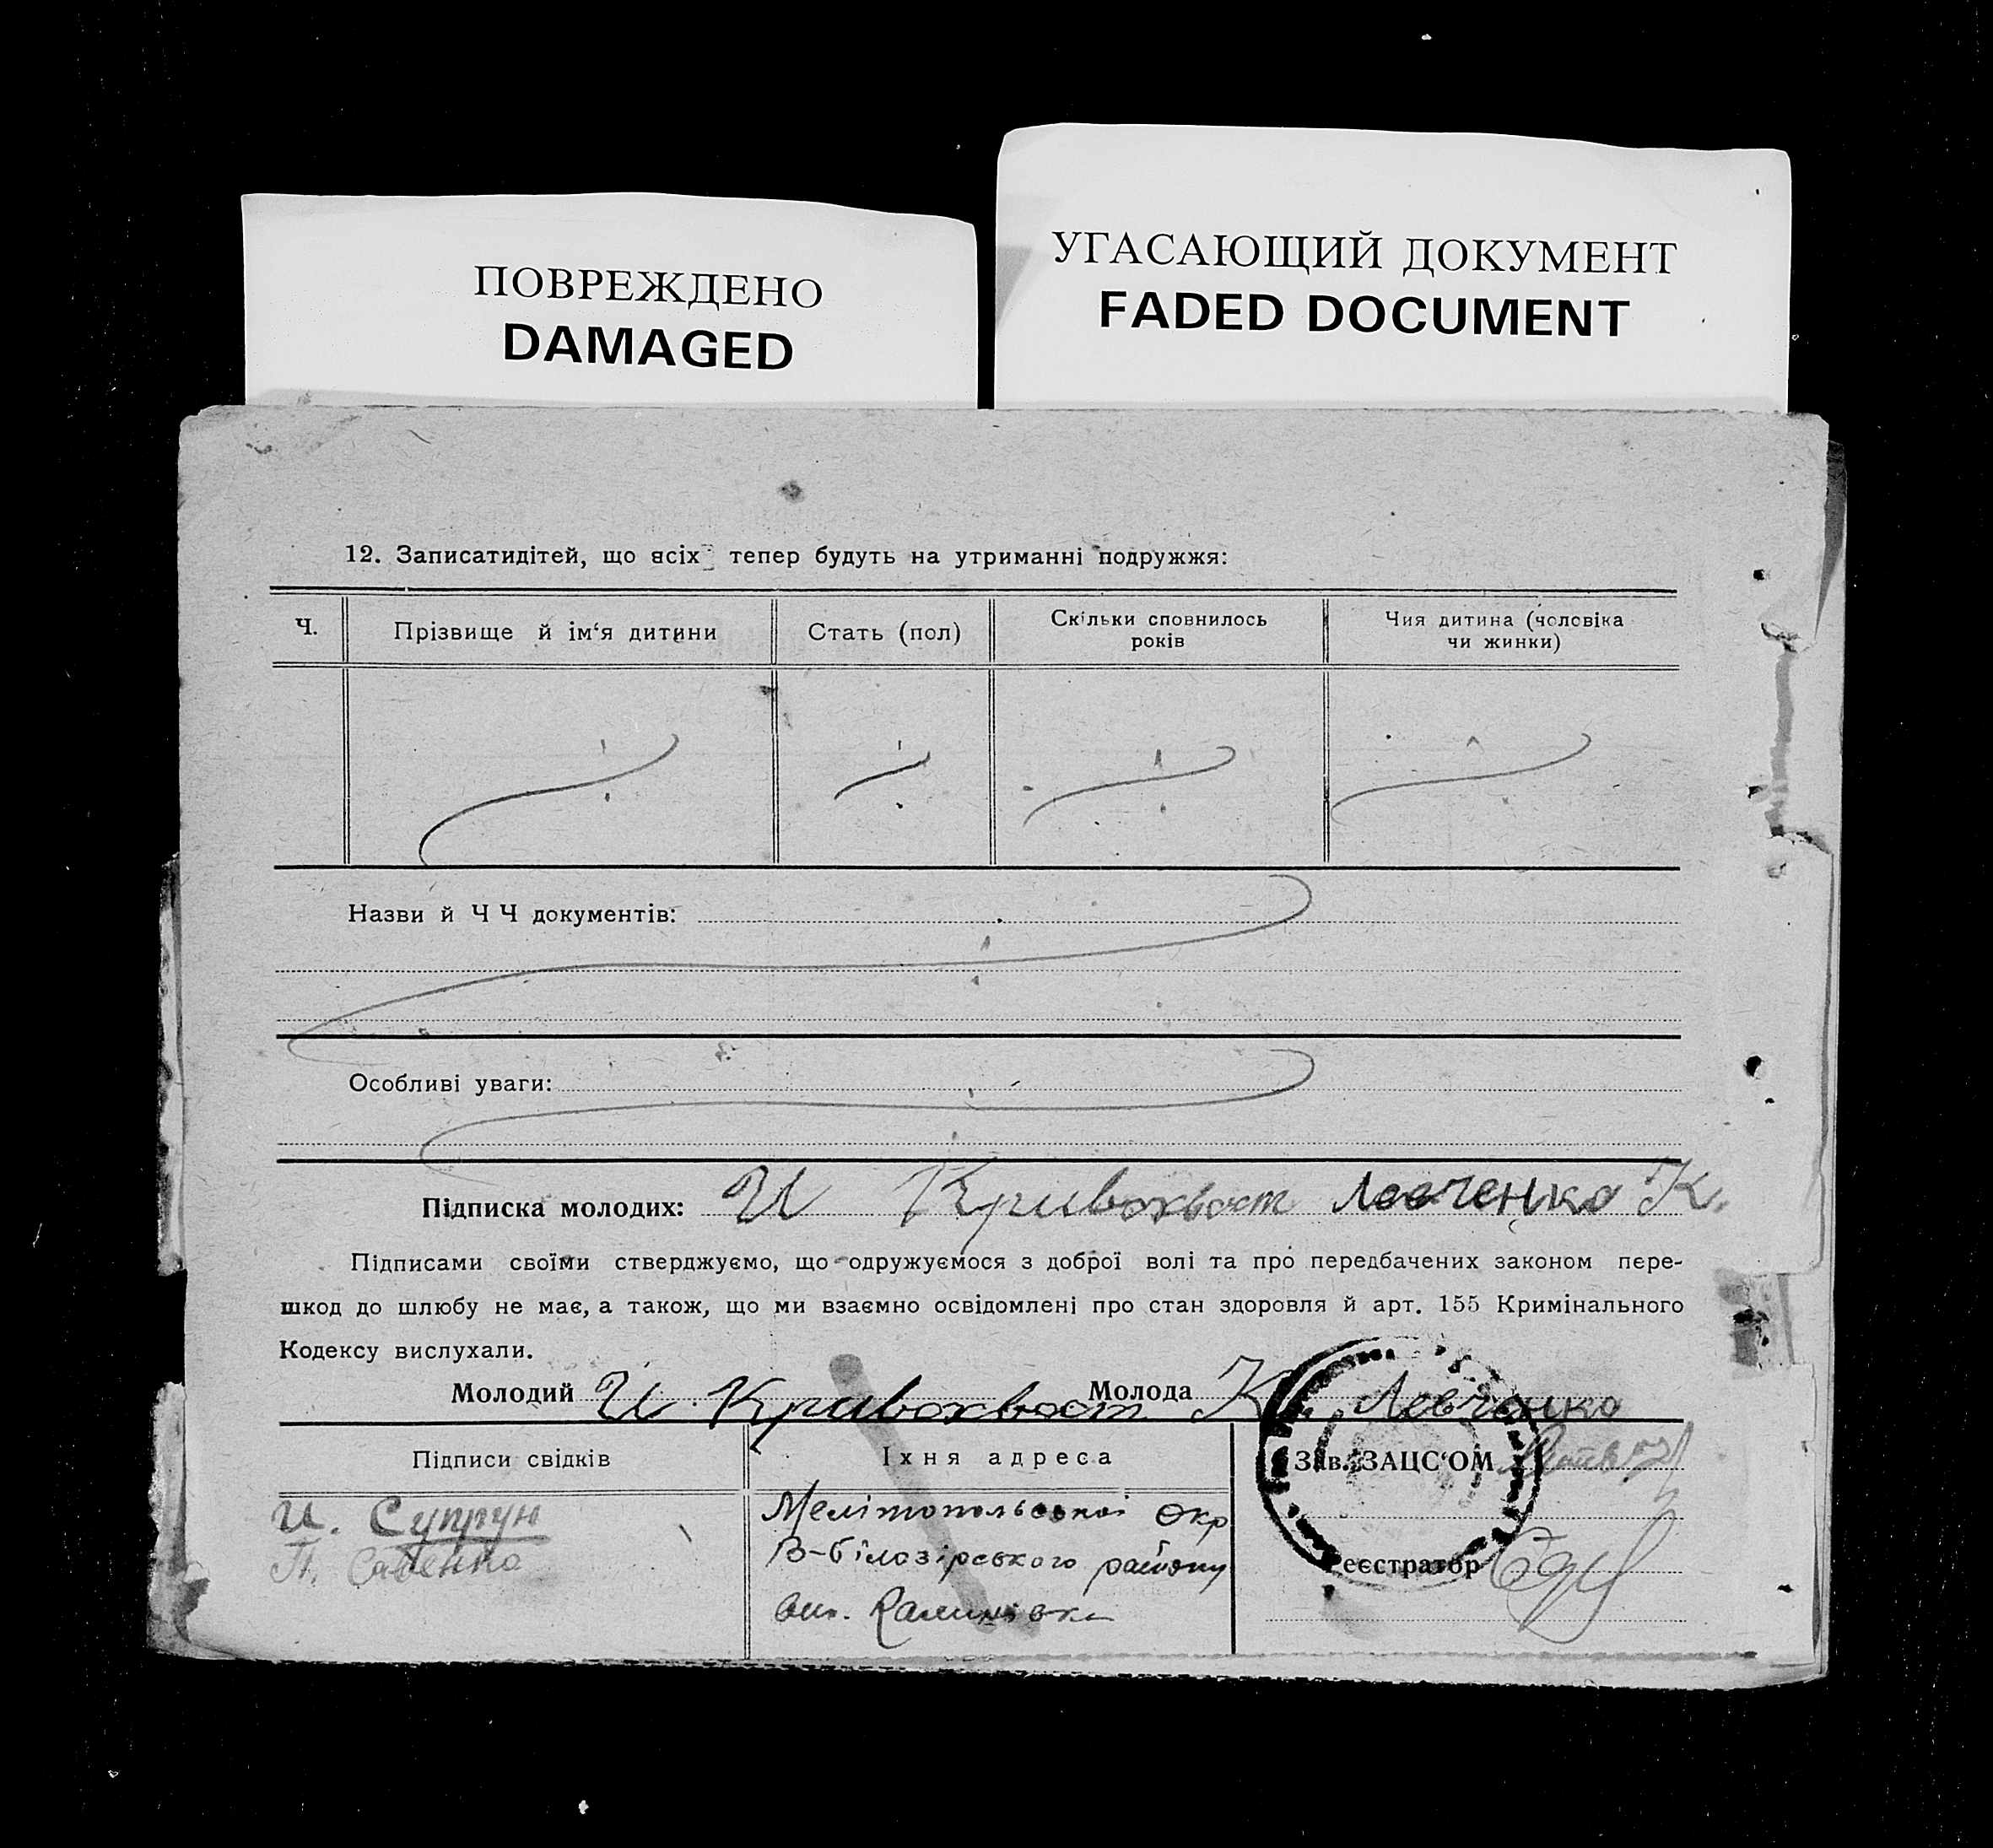 ПОВРЕЖДЕНО
DAMAGED
УГАСАЮЩИЙ ДОКУМЕНТ
FADED DOCUMENT
12. Записатидітей, що всіх тепер будуть на утриманні подружжя:
Ч.
Прізвище й ім‘я дитини
Стать (пол)
Скільки сповнилось
років
Чия дитина (чоловіка
чи жинки)
Назви й Ч Ч документів:
Особливі уваги:
Підписка молодих: И Кривохвост Левченко К.
Підписами своїми стверджуємо, що одружуємося з доброї волі та про передбачених законом пере-
шкод до шлюбу не має, а також, що ми взаємно освідомлені про стан здоровля й арт. 155 Кримінального
Кодексу вислухали.
Молодий И. Кривохвост Молода К. Левченко
Підписи свідків
И. Супрун
П. Савенко
Їхня адреса
Мелітопольської Окр
В-білозірського району
вик. Калинівка
Зав. ЗАЦС‘ОМ
Реєстратор